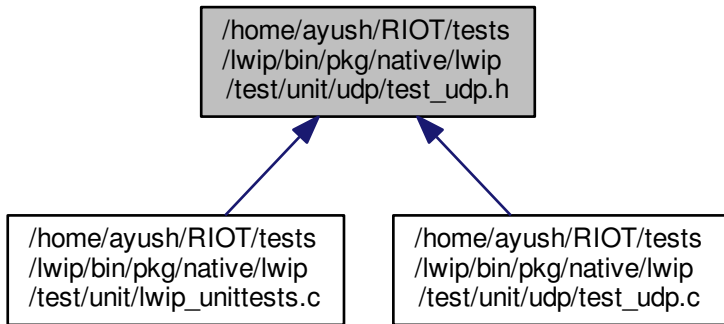 /home/ayush/RIOT/tests
/lwip/bin/pkg/native/lwip
/test/unit/udp/test_udp.h
/home/ayush/RIOT/tests
/lwip/bin/pkg/native/lwip
/test/unit/lwip_unittests.c
/home/ayush/RIOT/tests
/lwip/bin/pkg/native/lwip
/test/unit/udp/test_udp.c